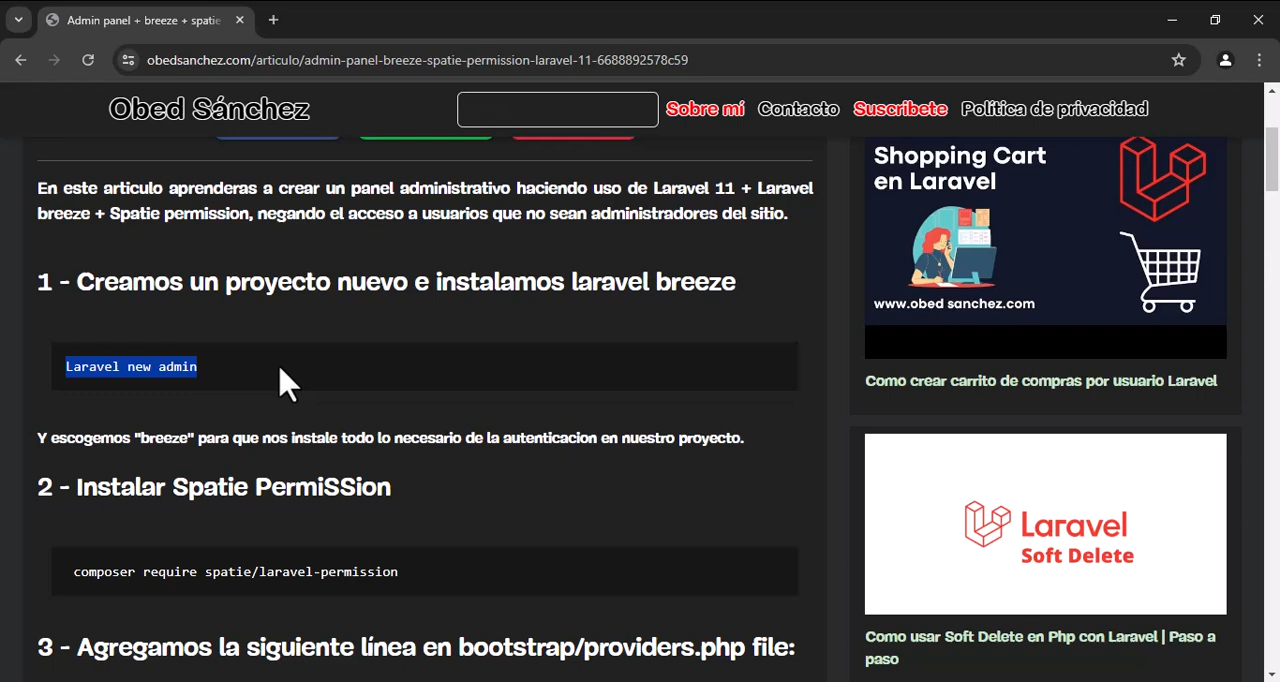 Admin panel + breeze + spatie
obedsanchez.com/articulo/admin-panel-breeze-spatie-permission-laravel-11-6688892578c59
Obed Sánchez
Sobre mí
Contacto
Suscribete
Política de privacidad
En este articulo aprenderas a crear un panel administrativo haciendo uso de Laravel 11 + Laravel
breeze + Spatie permission, negando el acceso a usuarios que no sean administradores del sitio.
1 - Creamos un proyecto nuevo e instalamos laravel breeze
Laravel new admin
Y escogemos "breeze" para que nos instale todo lo necesario de la autenticacion en nuestro proyecto.
2 - Instalar Spatie PermiSSion
composer require spatie/laravel-permission
3 - Agregamos la siguiente línea en bootstrap/providers.php file:
Shopping Cart
en Laravel
www.obed sanchez.com
Como crear carrito de compras por usuario Laravel
Laravel
Soft Delete
Como usar Soft Delete en Php con Laravel | Paso a
paso